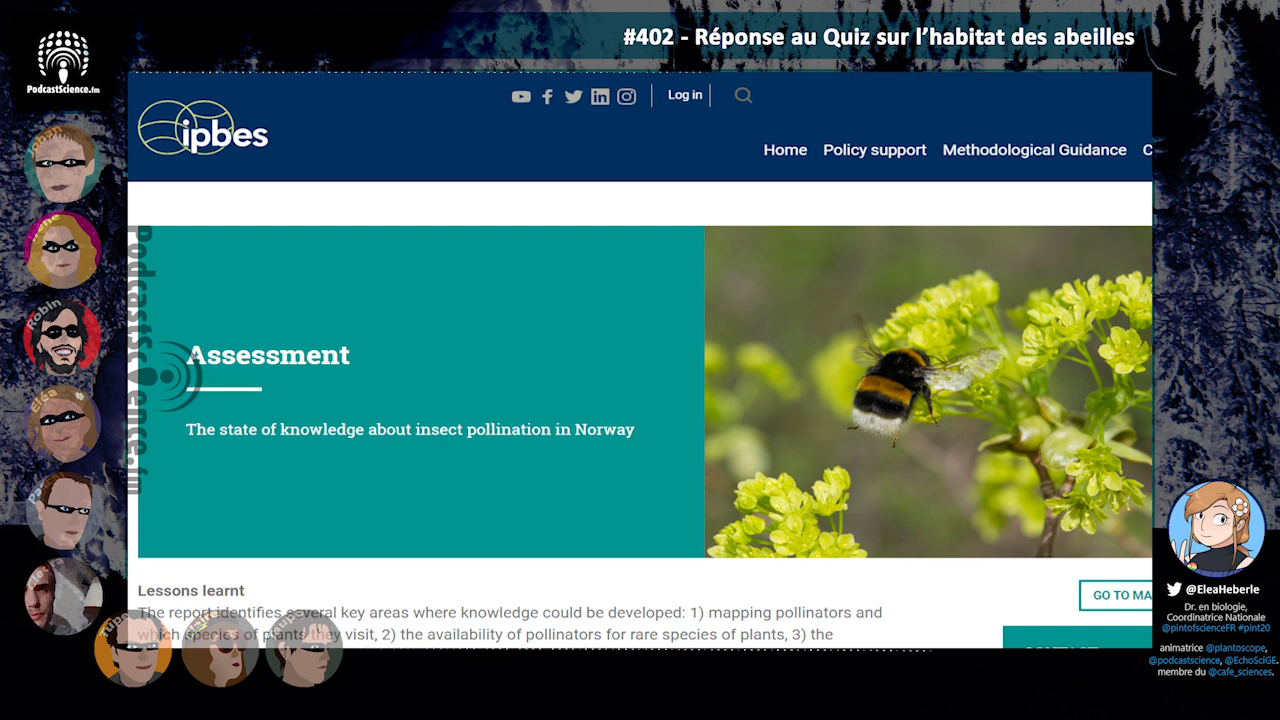 #402 - Réponse au Quiz sur l'habitat des abeilles
PodcastScience.fm
Log in
ipbes
Home Policy support Methodological Guidance C
Assessment
The state of knowledge about insect pollination in Norway
Lessons learnt
The report identifies several key areas where knowledge could be developed: 1) mapping pollinators and
which species of plants they visit, 2) the availability of pollinators for rare species of plants, 3) the
GO TO MA
Robin
Eléa
@EleaHeberle
Dr. en biologie,
Coordinatrice Nationale
@pintofscienceFR #pint20
animatrice @plantoscope,
@podcastscience, @EchoSciGE.
membre du @cafe_sciences.